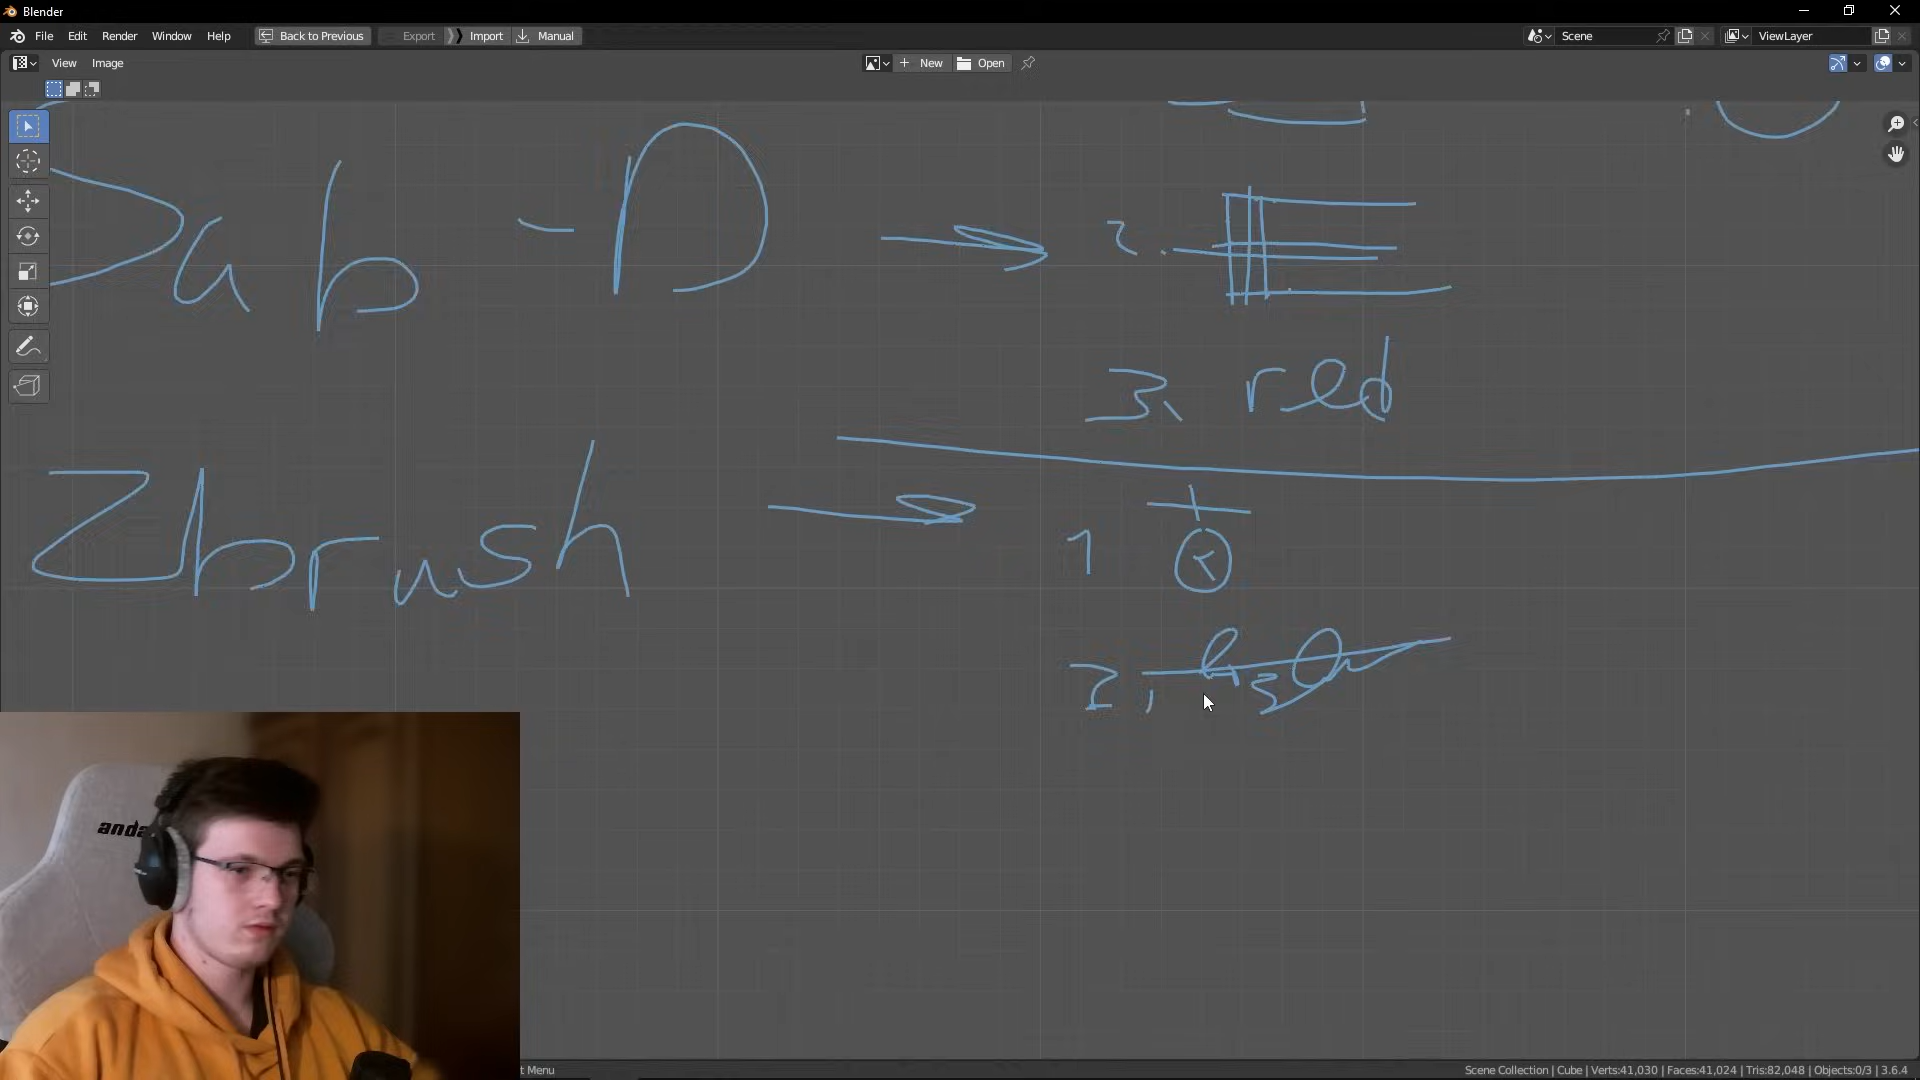 Blender
File Edit Render Window Help Back to Previous Export Import Manual Scene ViewLayer
View Image New Open
Dab - D 2.
3. red
Zbrush 1
2.
anda
t Menu Scene Collection | Cube | Verts:41,030 | Faces:41,024 | Tris:82,048 | Objects:0/3 | 3.6.4